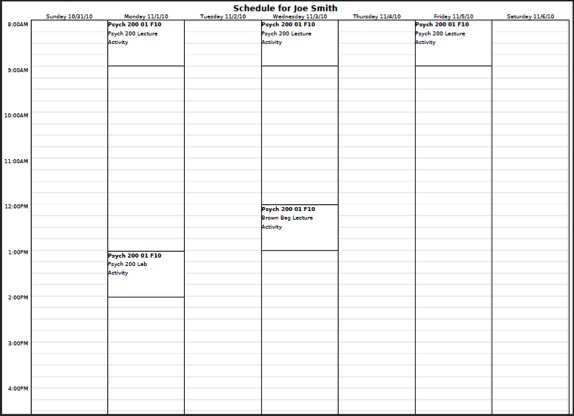 Schedule for Joe Smith
Sunday 10/31/10 Monday 11/1/10 Tuesday 11/2/10 Wednesday 11/3/10 Thursday 11/4/10 Friday 11/5/10 Saturday 11/6/10
8:00AM
Psych 200 01 F10
Psych 200 Lecture
Activity
Psych 200 01 F10
Psych 200 Lecture
Activity
Psych 200 01 F10
Psych 200 Lecture
Activity
9:00AM
10:00AM
11:00AM
12:00PM
Psych 200 01 F10
Brown Bag Lecture
Activity
1:00PM
Psych 200 01 F10
Psych 200 Lab
Activity
2:00PM
3:00PM
4:00PM